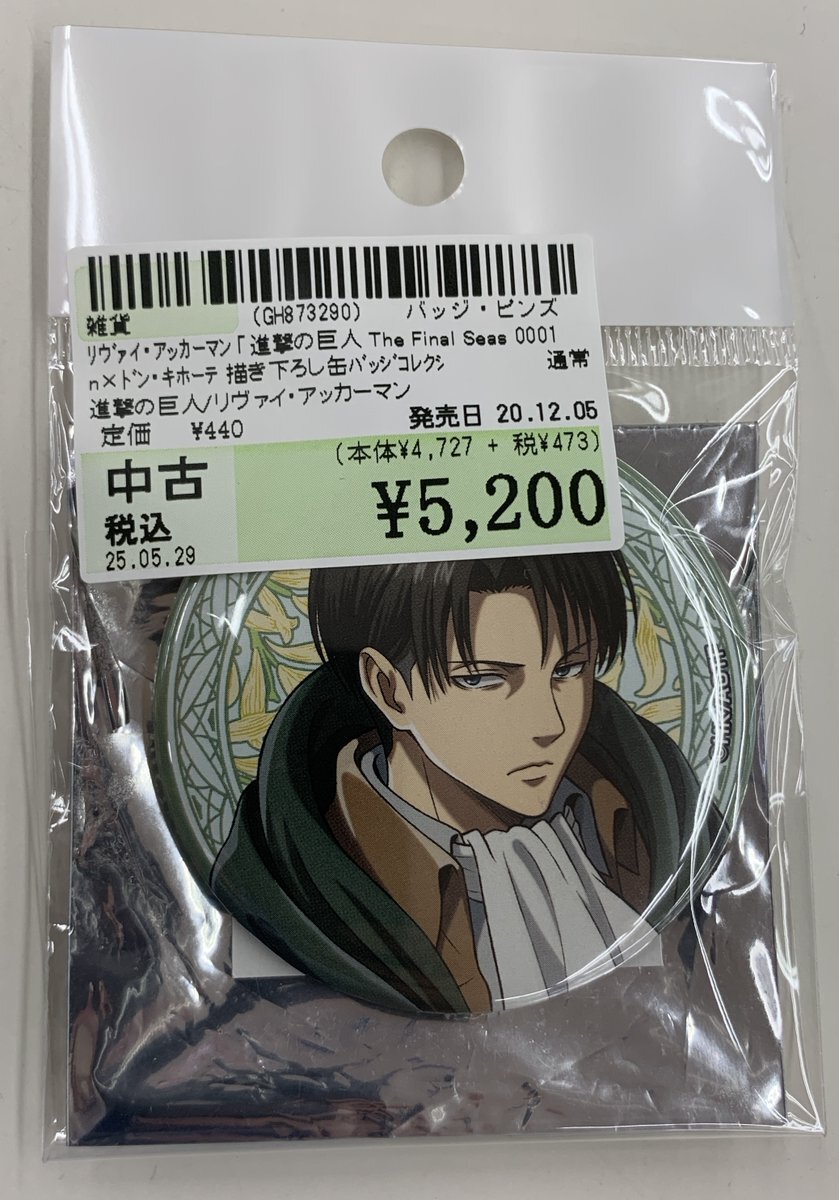 雑貨 (GH873290) バッジ・ピンズ
ﾘｳﾞｧｲ･ｱｯｶｰﾏﾝ｢進撃の巨人 The Final Seas 0001
n×ﾄﾞﾝ･ｷﾎｰﾃ 描き下ろし缶ﾊﾞｯｼﾞｺﾚｸｼ 通常
進撃の巨人/リヴァイ・アッカーマン
発売日 20.12.05
定価 ¥440
(本体¥4,727 + 税¥473)
中古
税込 ¥5,200
25.05.29